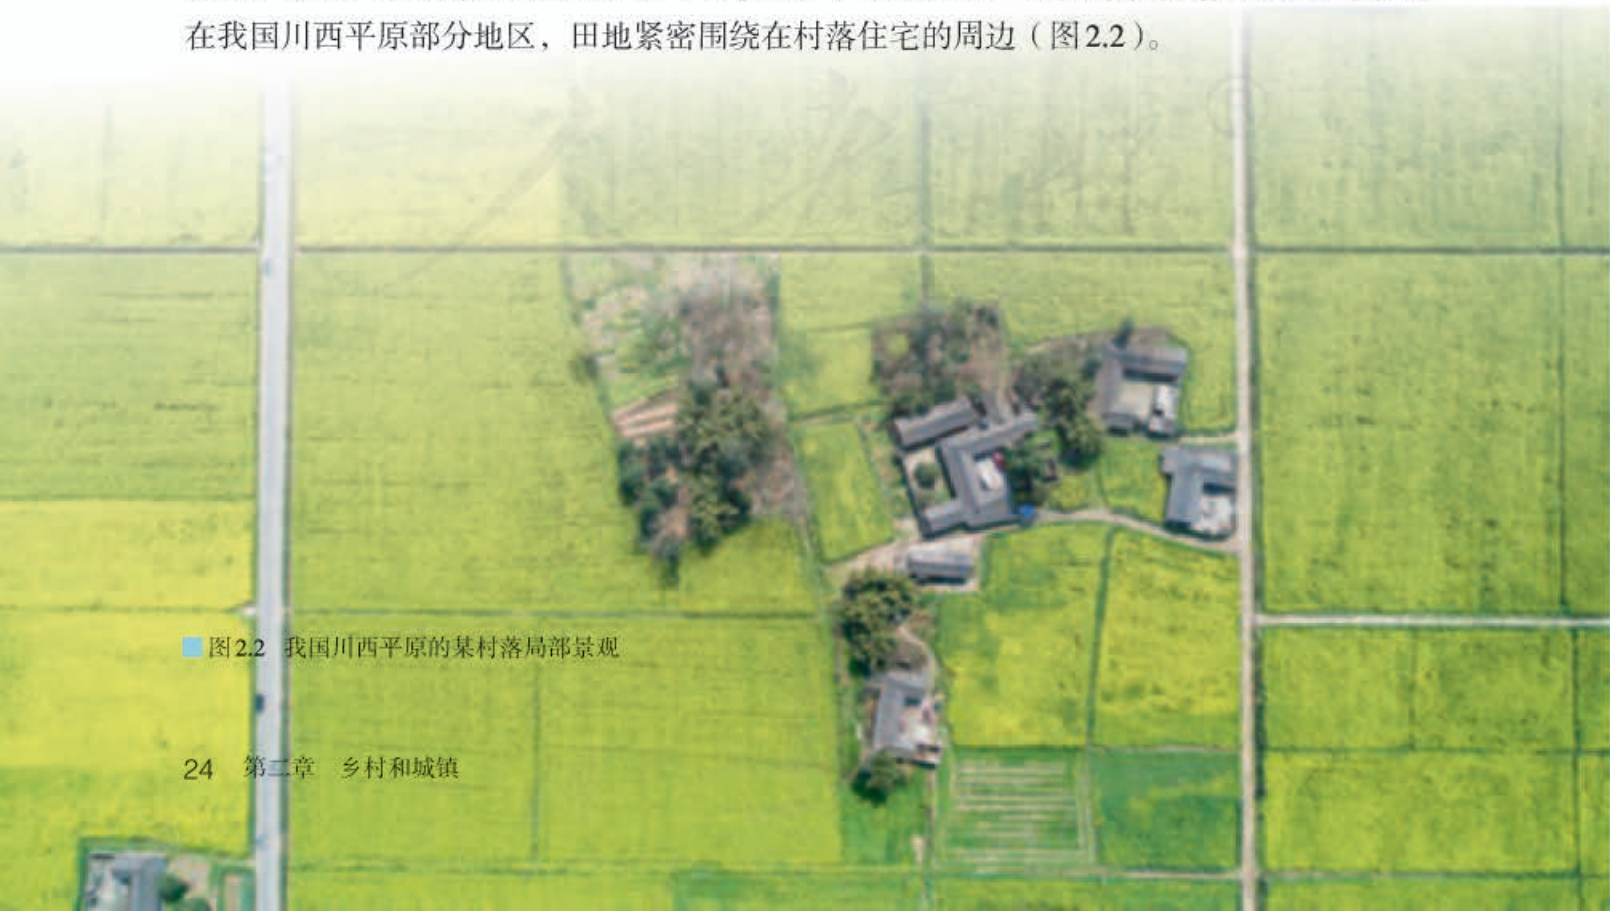 在我国川西平原部分地区，田地紧密围绕在村落住宅的周边（图2.2）。
图2.2 我国川西平原的某村落局部景观
24 第二章 乡村和城镇